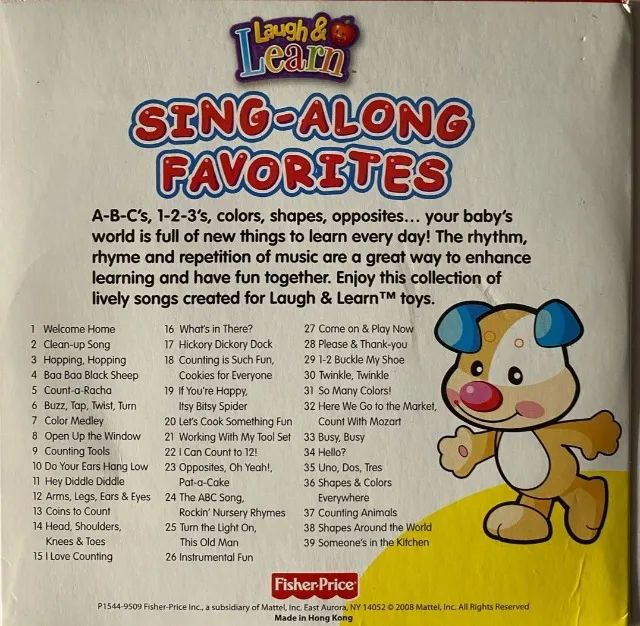 Laugh &
Learn™
SING-ALONG
FAVORITES
A-B-C's, 1-2-3's, colors, shapes, opposites... your baby's
world is full of new things to learn every day! The rhythm,
rhyme and repetition of music are a great way to enhance
learning and have fun together. Enjoy this collection of
lively songs created for Laugh & Learn™ toys.
1 Welcome Home
2 Clean-up Song
3 Hopping, Hopping
4 Baa Baa Black Sheep
5 Count-a-Racha
6 Buzz, Tap, Twist, Turn
7 Color Medley
8 Open Up the Window
9 Counting Tools
10 Do Your Ears Hang Low
11 Hey Diddle Diddle
12 Arms, Legs, Ears & Eyes
13 Coins to Count
14 Head, Shoulders,
Knees & Toes
15 I Love Counting
16 What's in There?
17 Hickory Dickory Dock
18 Counting is Such Fun,
Cookies for Everyone
19 If You're Happy,
Itsy Bitsy Spider
20 Let's Cook Something Fun
21 Working With My Tool Set
22 I Can Count to 12!
23 Opposites, Oh Yeah!,
Pat-a-Cake
24 The ABC Song,
Rockin' Nursery Rhymes
25 Turn the Light On,
This Old Man
26 Instrumental Fun
27 Come on & Play Now
28 Please & Thank-you
29 1-2 Buckle My Shoe
30 Twinkle, Twinkle
31 So Many Colors!
32 Here We Go to the Market,
Count With Mozart
33 Busy, Busy
34 Hello?
35 Uno, Dos, Tres
36 Shapes & Colors
Everywhere
37 Counting Animals
38 Shapes Around the World
39 Someone's in the Kitchen
Fisher-Price
P1544-9509 Fisher-Price Inc., a subsidiary of Mattel, Inc. East Aurora, NY 14052 © 2008 Mattel, Inc. All Rights Reserved
Made in Hong Kong